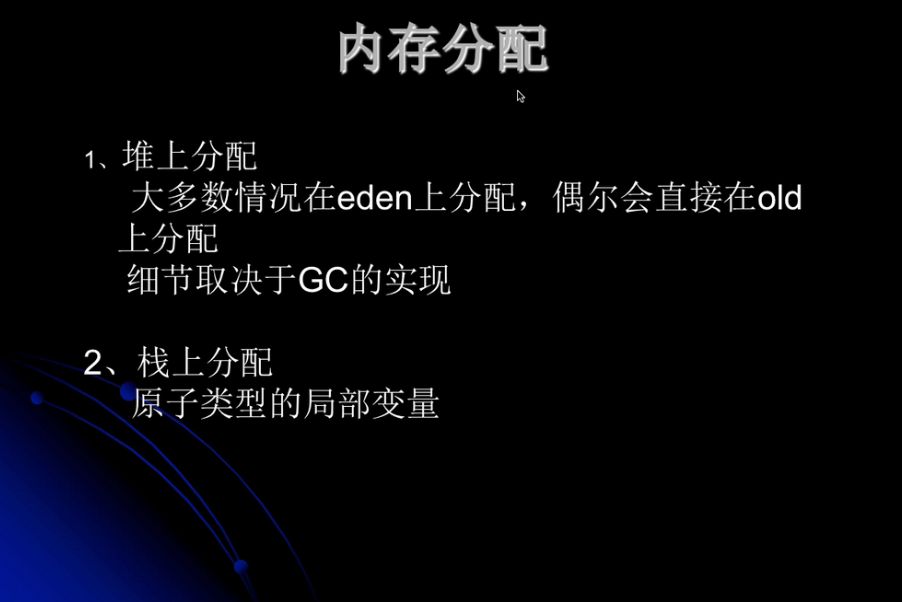 内存分配
1、堆上分配
大多数情况在eden上分配，偶尔会直接在old
上分配
细节取决于GC的实现
2、栈上分配
原子类型的局部变量